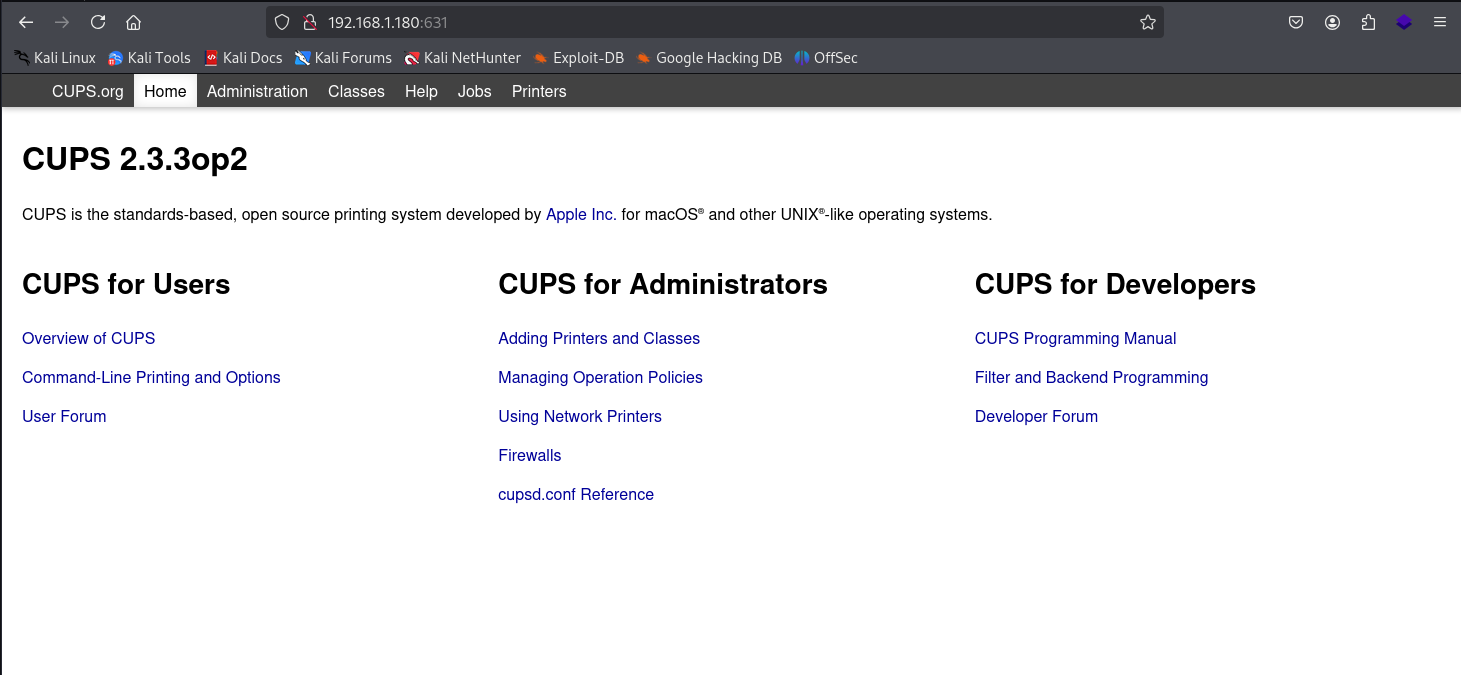 192.168.1.180:631
Kali Linux Kali Tools Kali Docs Kali Forums Kali NetHunter Exploit-DB Google Hacking DB OffSec
CUPS.org Home Administration Classes Help Jobs Printers
CUPS 2.3.3op2
CUPS is the standards-based, open source printing system developed by Apple Inc. for macOS® and other UNIX®-like operating systems.
CUPS for Users
Overview of CUPS
Command-Line Printing and Options
User Forum
CUPS for Administrators
Adding Printers and Classes
Managing Operation Policies
Using Network Printers
Firewalls
cupsd.conf Reference
CUPS for Developers
CUPS Programming Manual
Filter and Backend Programming
Developer Forum